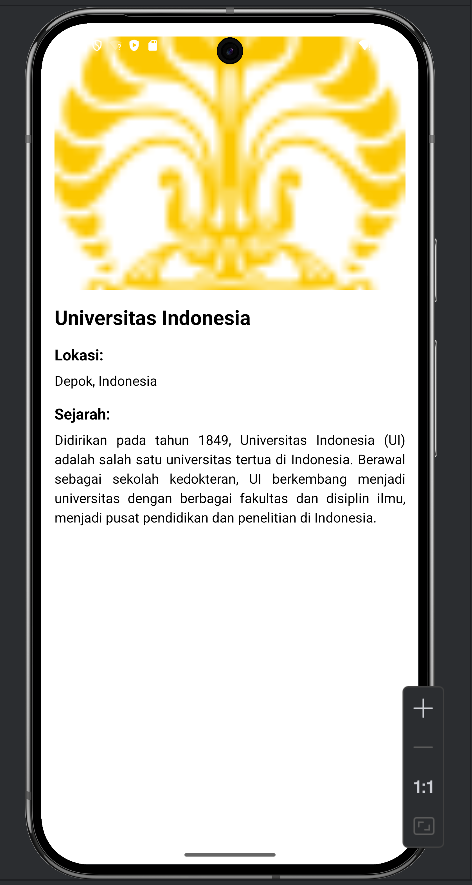 Universitas Indonesia
Lokasi:
Depok, Indonesia
Sejarah:
Didirikan pada tahun 1849, Universitas Indonesia (UI)
adalah salah satu universitas tertua di Indonesia. Berawal
sebagai sekolah kedokteran, UI berkembang menjadi
universitas dengan berbagai fakultas dan disiplin ilmu,
menjadi pusat pendidikan dan penelitian di Indonesia.
1:1